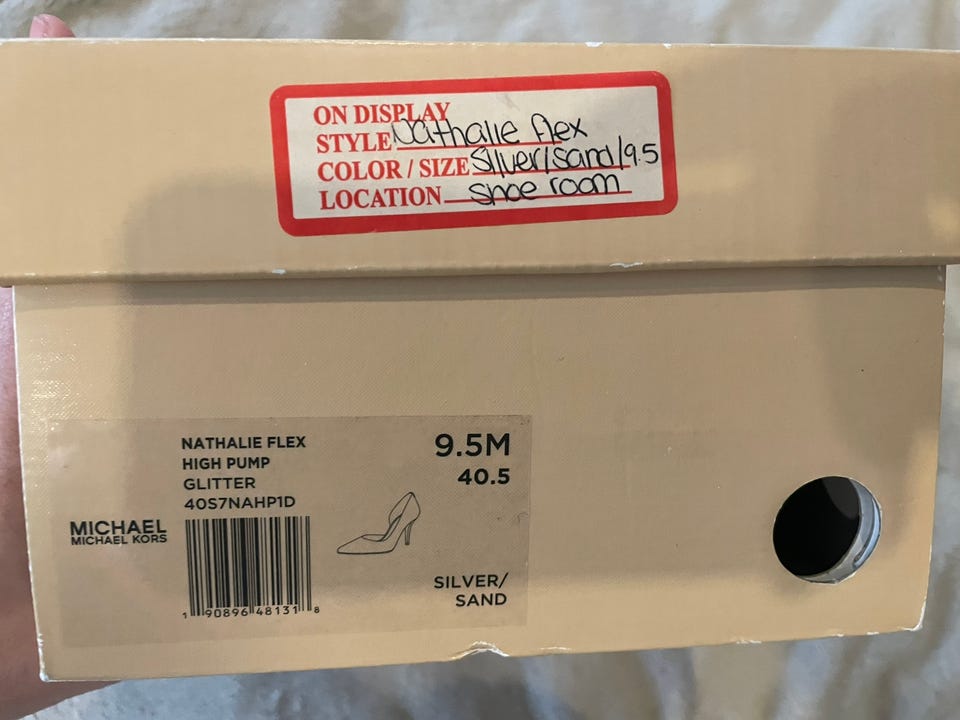 ON DISPLAY
STYLE Nathalie flex
COLOR / SIZE Silver/sand/9.5
LOCATION shoe room
NATHALIE FLEX
HIGH PUMP
GLITTER
40S7NAHP1D
9.5M
40.5
MICHAEL
MICHAEL KORS
1 90896 48131 8
SILVER/
SAND